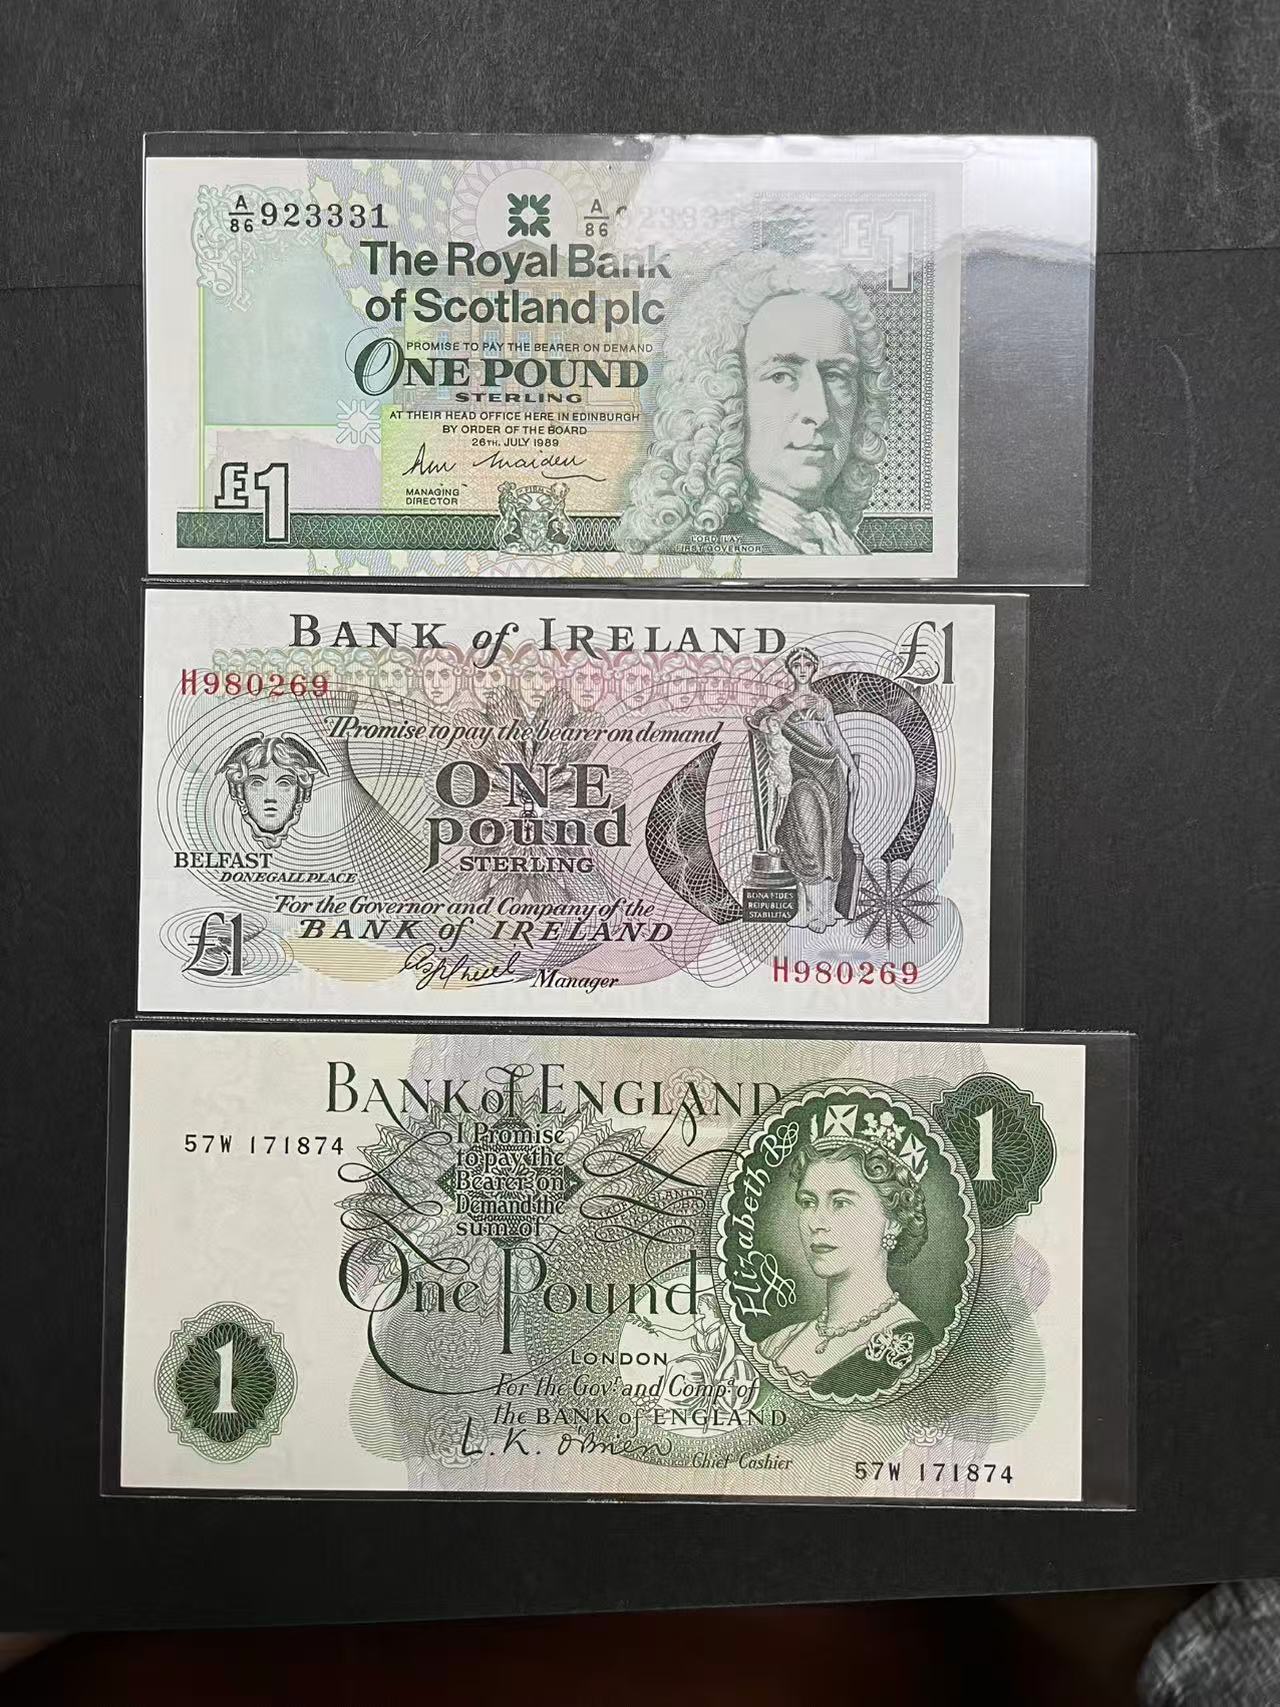 A/86 923331
A/86
£1
The Royal Bank
of Scotland plc
PROMISE TO PAY THE BEARER ON DEMAND
ONE POUND
STERLING
AT THEIR HEAD OFFICE HERE IN EDINBURGH
BY ORDER OF THE BOARD
26TH. JULY 1989
MANAGING
DIRECTOR
£1
LORD ILAY
FIRST GOVERNOR
BANK of IRELAND
£1
H980269
I Promise to pay the bearer on demand
ONE
pound
STERLING
BELFAST
DONEGALL PLACE
BONA FIDES
REIPUBLICÆ
STABILITAS
For the Governor and Company of the
BANK of IRELAND
£1
Manager
H980269
BANK of ENGLAND
1
57W 171874
I Promise
to pay the
Bearer on
Demand the
sum of
One Pound
Elizabeth R
1
LONDON
For the Govr. and Compa. of
the BANK of ENGLAND
L.K. O'Brien
Chief Cashier
57W 171874